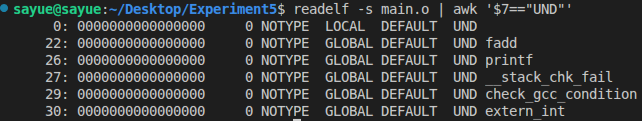 sayue@sayue:~/Desktop/Experiment5$ readelf -s main.o | awk '$7=="UND"'
0: 0000000000000000 0 NOTYPE LOCAL DEFAULT UND
22: 0000000000000000 0 NOTYPE GLOBAL DEFAULT UND fadd
26: 0000000000000000 0 NOTYPE GLOBAL DEFAULT UND printf
27: 0000000000000000 0 NOTYPE GLOBAL DEFAULT UND __stack_chk_fail
29: 0000000000000000 0 NOTYPE GLOBAL DEFAULT UND check_gcc_condition
30: 0000000000000000 0 NOTYPE GLOBAL DEFAULT UND extern_int